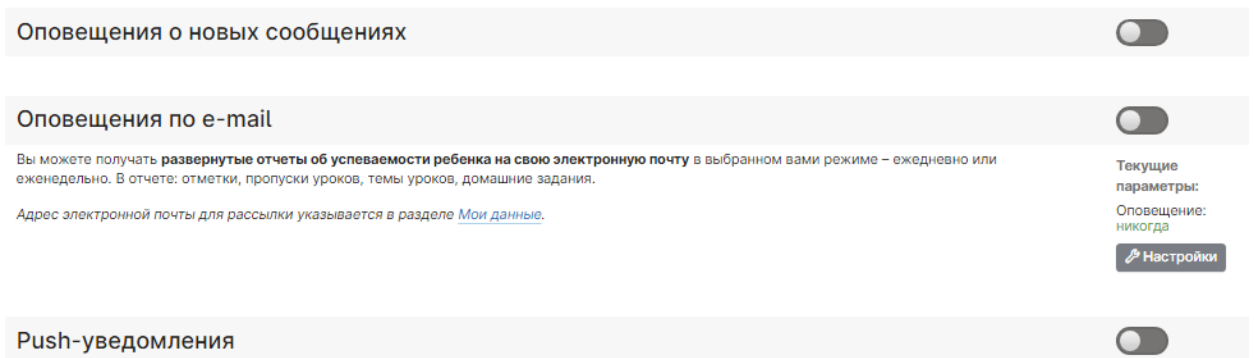 Оповещения о новых сообщениях
Оповещения по e-mail
Вы можете получать развернутые отчеты об успеваемости ребенка на свою электронную почту в выбранном вами режиме – ежедневно или
еженедельно. В отчете: отметки, пропуски уроков, темы уроков, домашние задания.
Адрес электронной почты для рассылки указывается в разделе Мои данные.
Текущие
параметры:
Оповещение:
никогда
Настройки
Push-уведомления